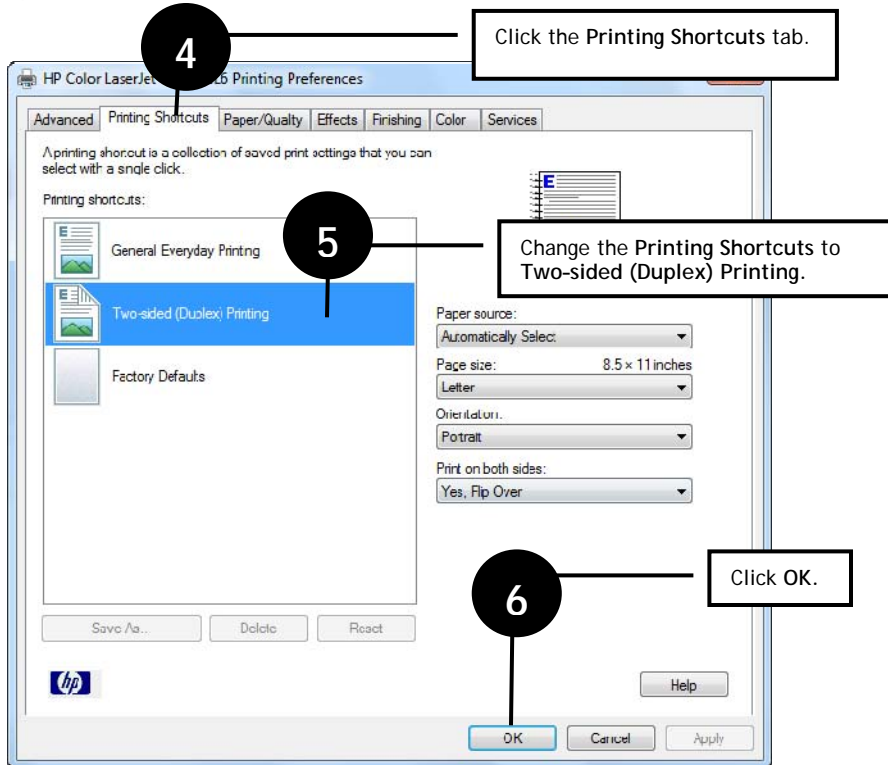 4
Click the Printing Shortcuts tab.
HP Color LaserJet L6 Printing Preferences
Advanced Printing Shortcuts Paper/Quality Effects Finishing Color Services
A printing shortcut is a collection of saved print settings that you can
select with a single click.
Printing shortcuts:
E
E
General Everyday Printing
5
Change the Printing Shortcuts to
Two-sided (Duplex) Printing.
E
Two-sided (Duplex) Printing
Factory Defaults
Paper source:
Automatically Select
Page size: 8.5 × 11 inches
Letter
Orientation:
Portrait
Print on both sides:
Yes, Flip Over
6
Click OK.
Save As... Delete Reset
hp
Help
OK Cancel Apply